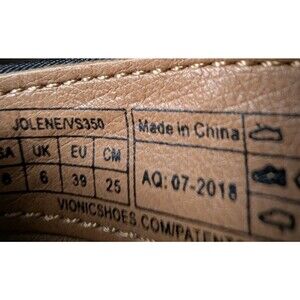 JOLENE/VS350
Made in China
UK EU CM
6 39 25
AQ: 07-2018
VIONICSHOES.COM/PATENT